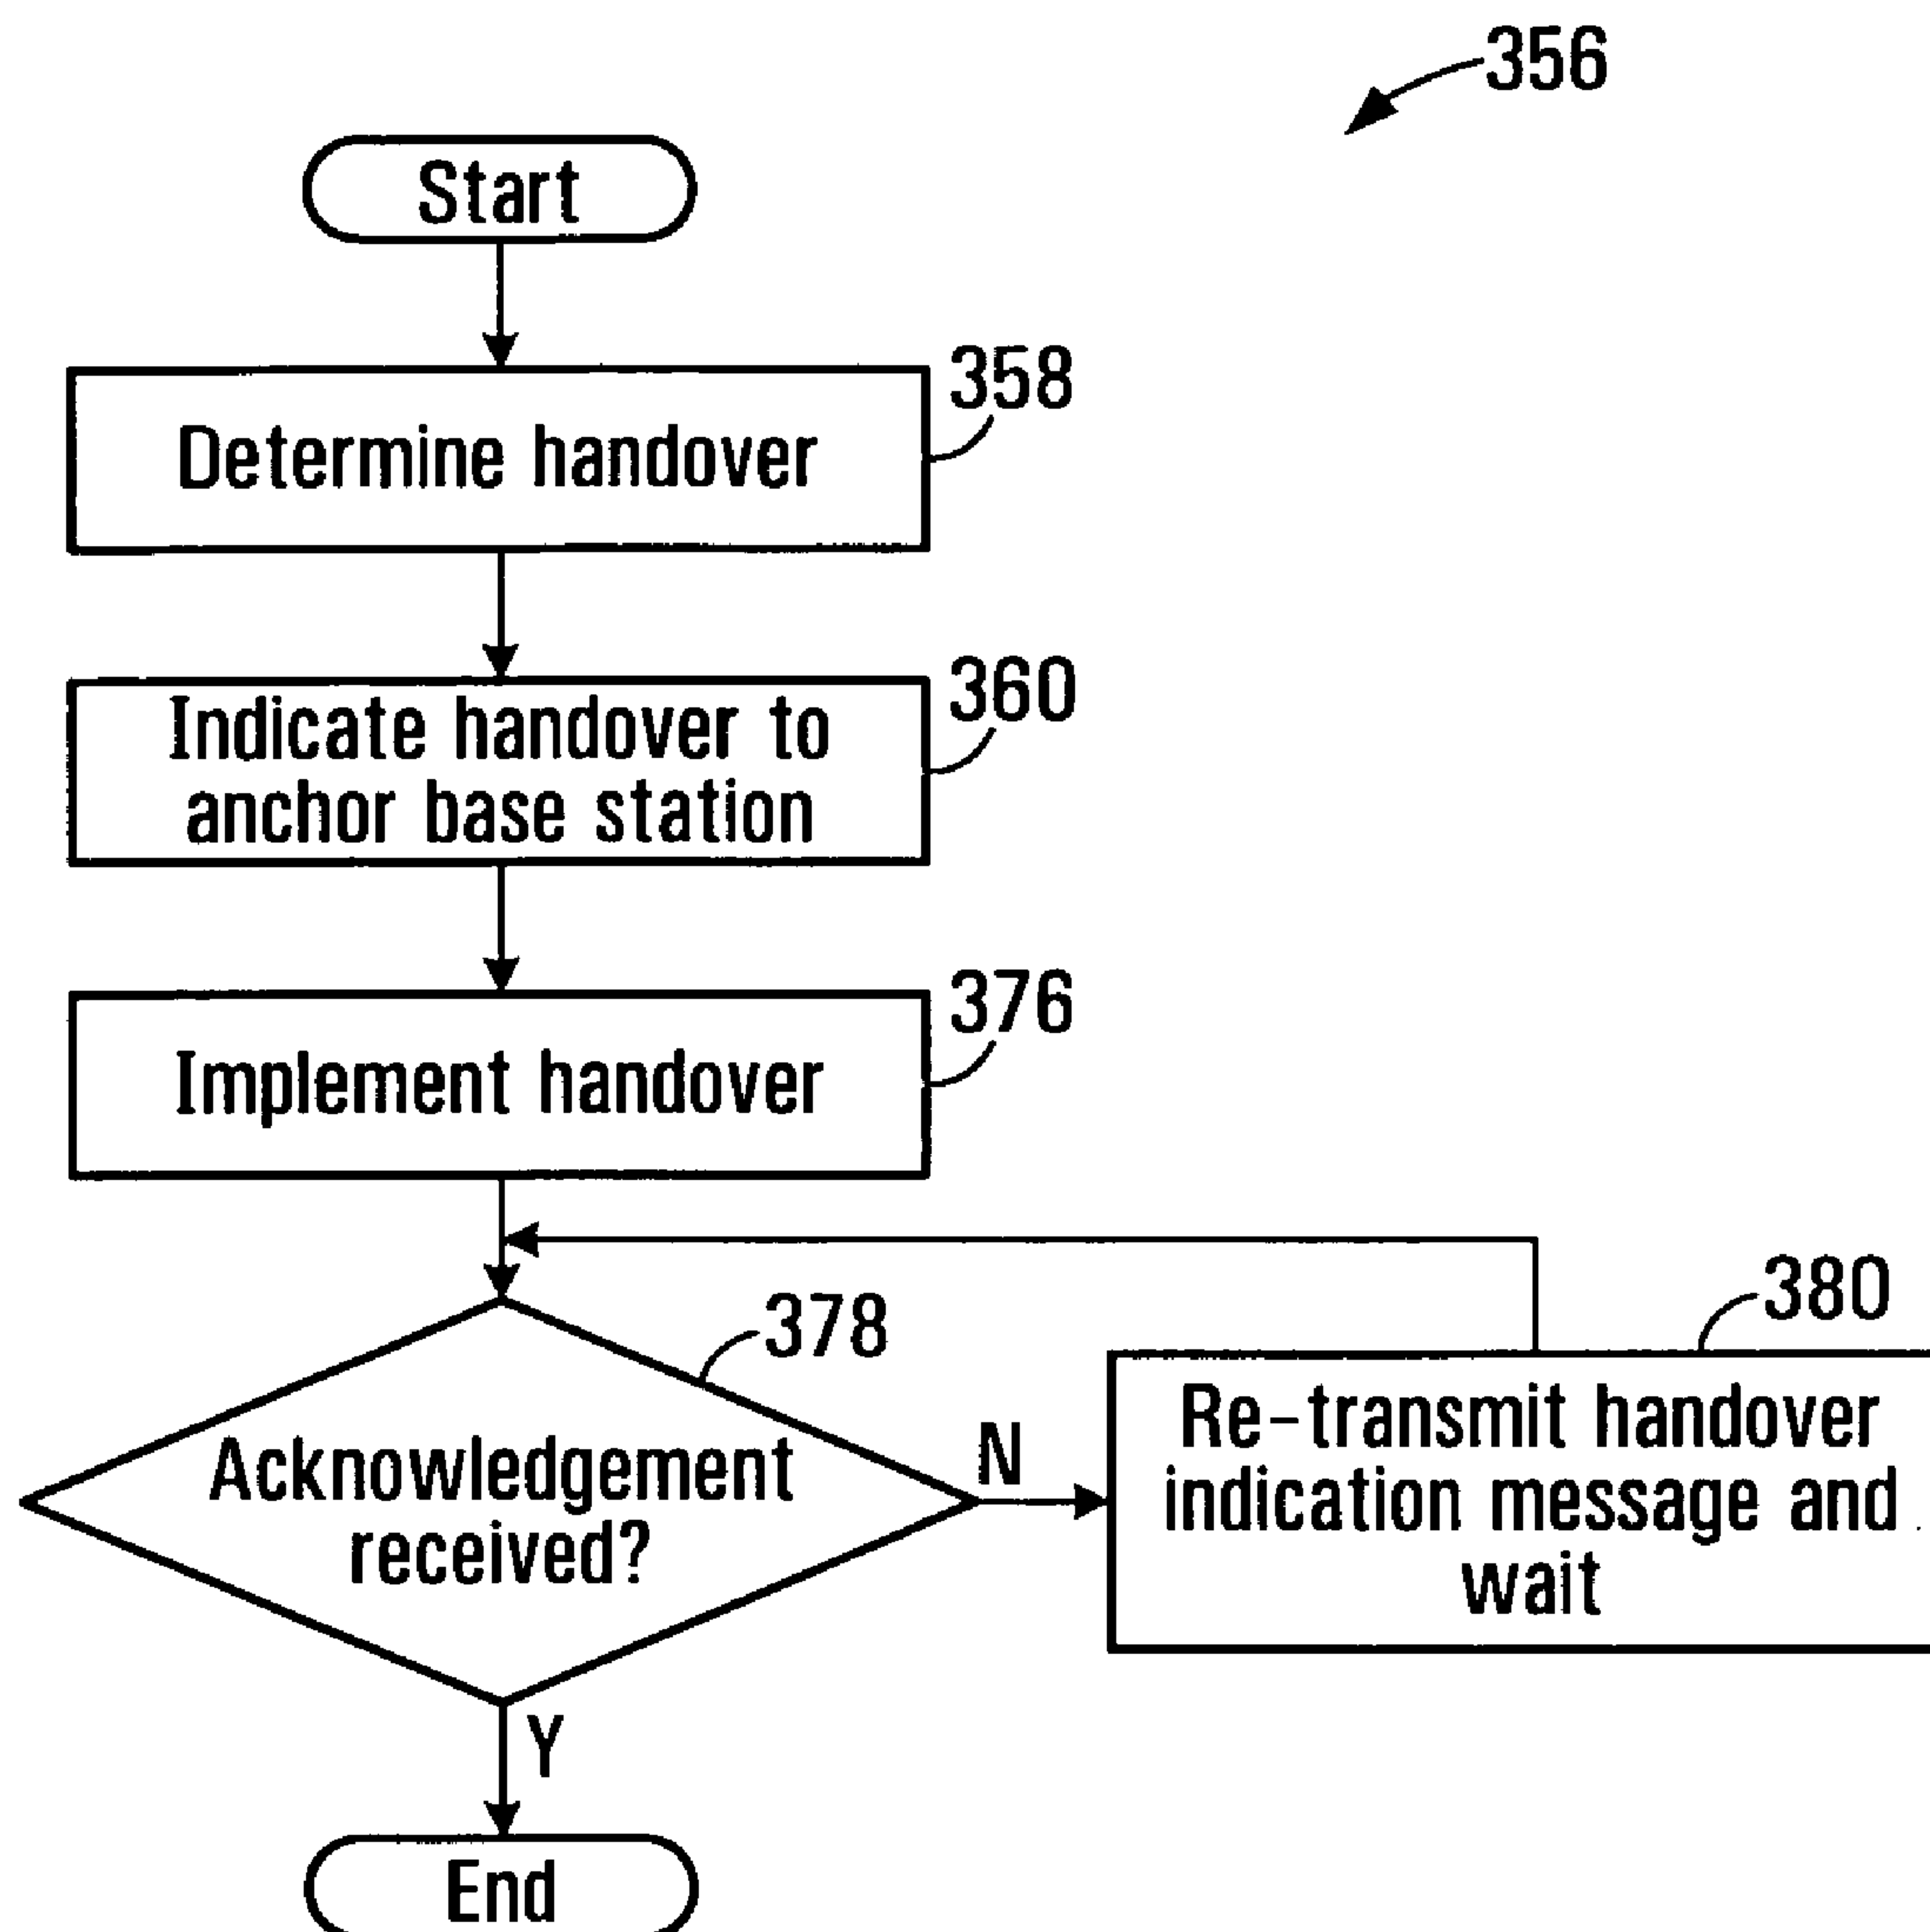 356
Start
358
Determine handover
360
Indicate handover to
anchor base station
376
Implement handover
378
Acknowledgement
received?
N
380
Re-transmit handover
indication message and
wait
Y
End